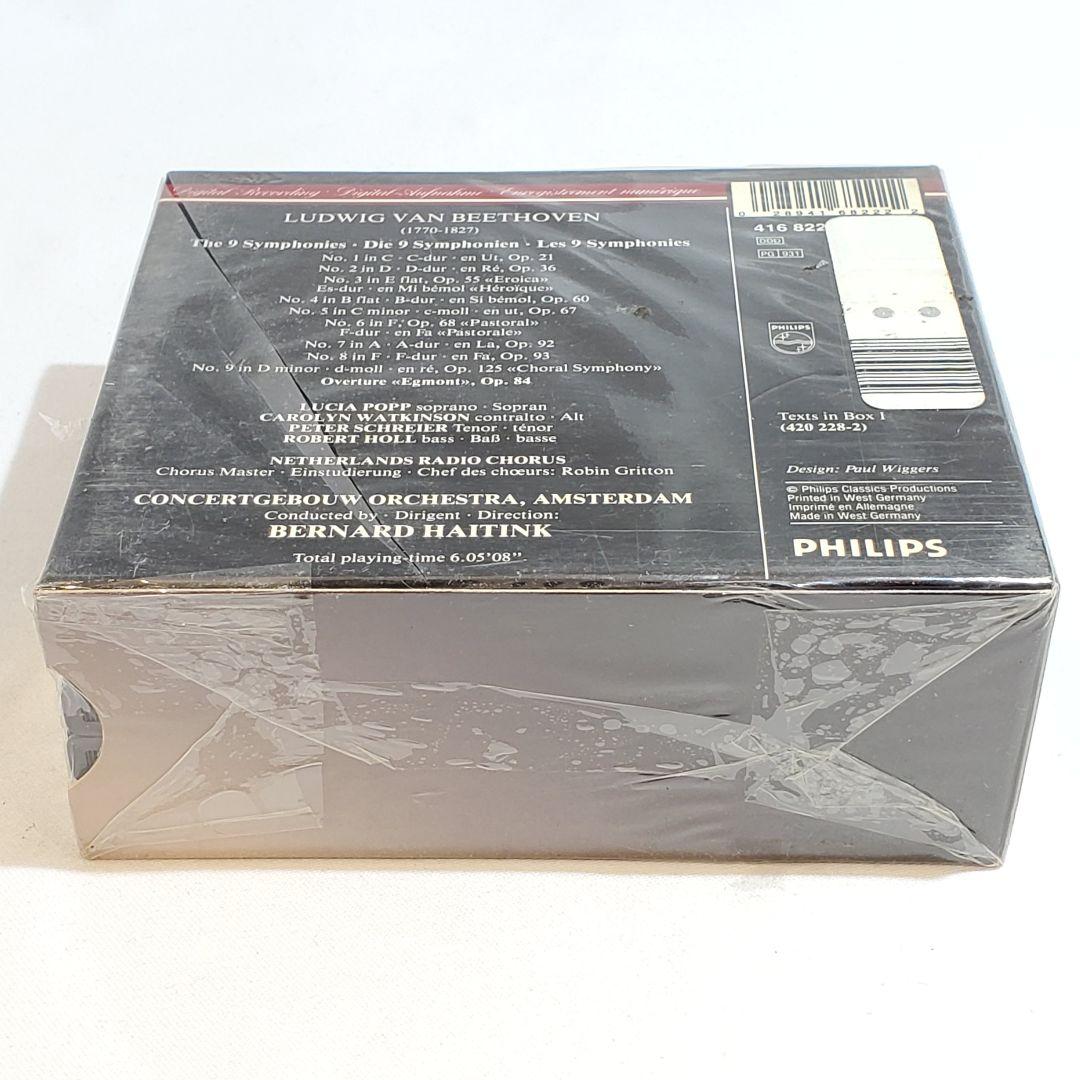 Digital Recording · Digital-Aufnahme · Enregistrement numérique
LUDWIG VAN BEETHOVEN
(1770-1827)
The 9 Symphonies · Die 9 Symphonien · Les 9 Symphonies
No. 1 in C · C-dur · en Ut, Op. 21
No. 2 in D · D-dur · en Ré, Op. 36
No. 3 in E flat, Op. 55 «Eroica»
Es-dur · en Mi bémol «Héroïque»
No. 4 in B flat · B-dur · en Si bémol, Op. 60
No. 5 in C minor · c-moll · en ut, Op. 67
No. 6 in F, Op. 68 «Pastoral» ·
F-dur · en Fa «Pastorale»
No. 7 in A · A-dur · en La, Op. 92
No. 8 in F · F-dur · en Fa, Op. 93
No. 9 in D minor · d-moll · en ré, Op. 125 «Choral Symphony»
Overture «Egmont», Op. 84
LUCIA POPP soprano · Sopran
CAROLYN WATKINSON contralto · Alt
PETER SCHREIER Tenor · ténor
ROBERT HOLL bass · Baß · basse
NETHERLANDS RADIO CHORUS
Chorus Master · Einstudierung · Chef des chœurs: Robin Gritton
CONCERTGEBOUW ORCHESTRA, AMSTERDAM
Conducted by · Dirigent · Direction:
BERNARD HAITINK
Total playing-time 6.05'08"
0 28941 68222 2
416 822
DDD
PG 931
PHILIPS
Texts in Box 1
(420 228-2)
Design: Paul Wiggers
© Philips Classics Productions
Printed in West Germany
Imprimé en Allemagne
Made in West Germany
PHILIPS